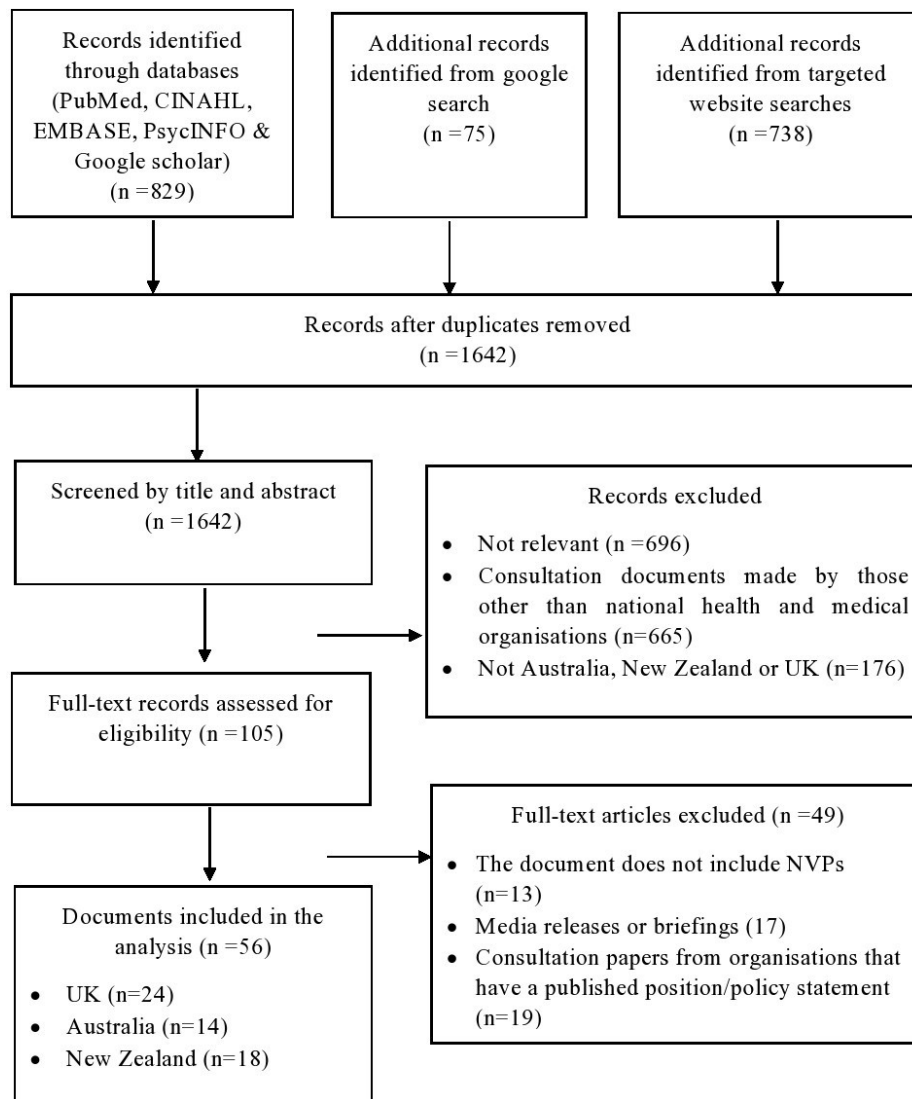 Records identified
through databases
(PubMed, CINAHL,
EMBASE, PsycINFO &
Google scholar)
(n =829)
Additional records
identified from google
search
(n =75)
Additional records
identified from targeted
website searches
(n =738)
Records after duplicates removed
(n =1642)
Screened by title and abstract
(n =1642)
Records excluded
• Not relevant (n =696)
• Consultation documents made by those
other than national health and medical
organisations (n=665)
• Not Australia, New Zealand or UK (n=176)
Full-text records assessed for
eligibility (n =105)
Full-text articles excluded (n =49)
• The document does not include NVPs
(n=13)
• Media releases or briefings (17)
• Consultation papers from organisations that
have a published position/policy statement
(n=19)
Documents included in the
analysis (n =56)
• UK (n=24)
• Australia (n=14)
• New Zealand (n=18)